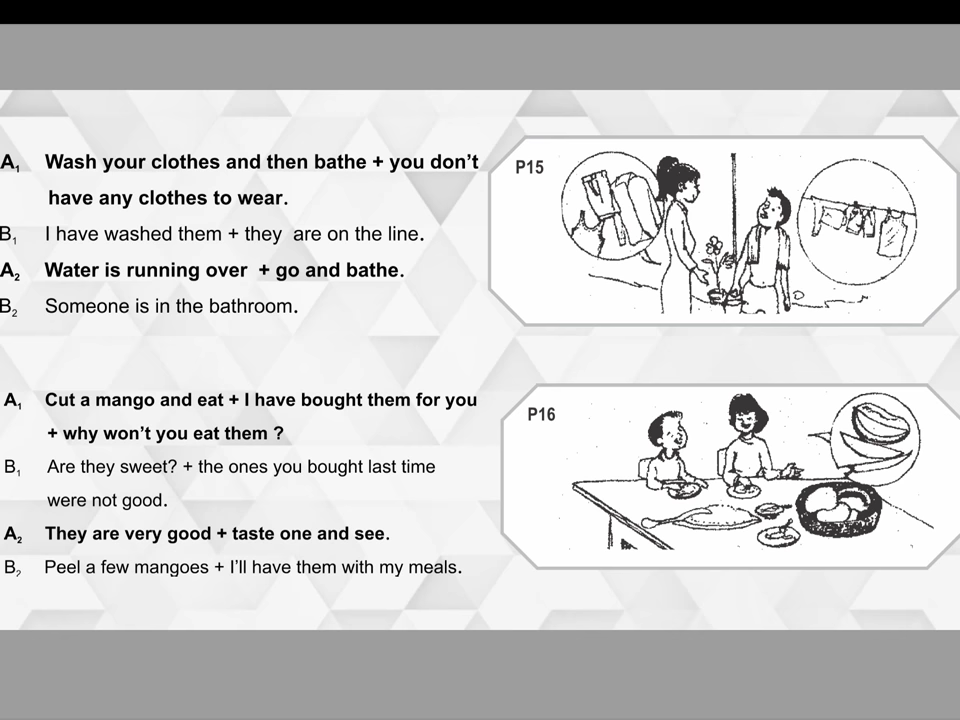 A1 Wash your clothes and then bathe + you don't
have any clothes to wear.
B1 I have washed them + they are on the line.
A2 Water is running over + go and bathe.
B2 Someone is in the bathroom.
P15
A1 Cut a mango and eat + I have bought them for you
+ why won't you eat them ?
B1 Are they sweet? + the ones you bought last time
were not good.
A2 They are very good + taste one and see.
B2 Peel a few mangoes + I'll have them with my meals.
P16